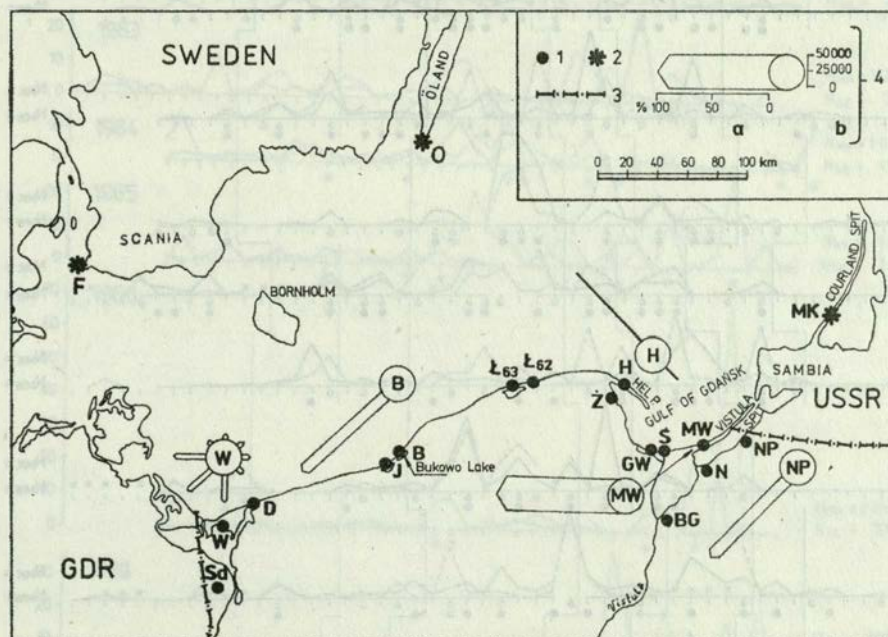 SWEDEN
ÖLAND
O
SCANIA
F
BORNHOLM
1
2
3
50000
25000
0
4
% 100 50 0
a
b
0 20 40 60 80 100 km
COURLAND SPIT
MK
SAMBIA
USSR
H
H
HEL
P.
GULF OF GDAŃSK
Ł63
Ł62
Ż
B
B
J
Bukowo Lake
VISTULA
SPIT
MW
S
GW
NP
N
NP
MW
BG
W
D
W
Sd
GDR
Vistula